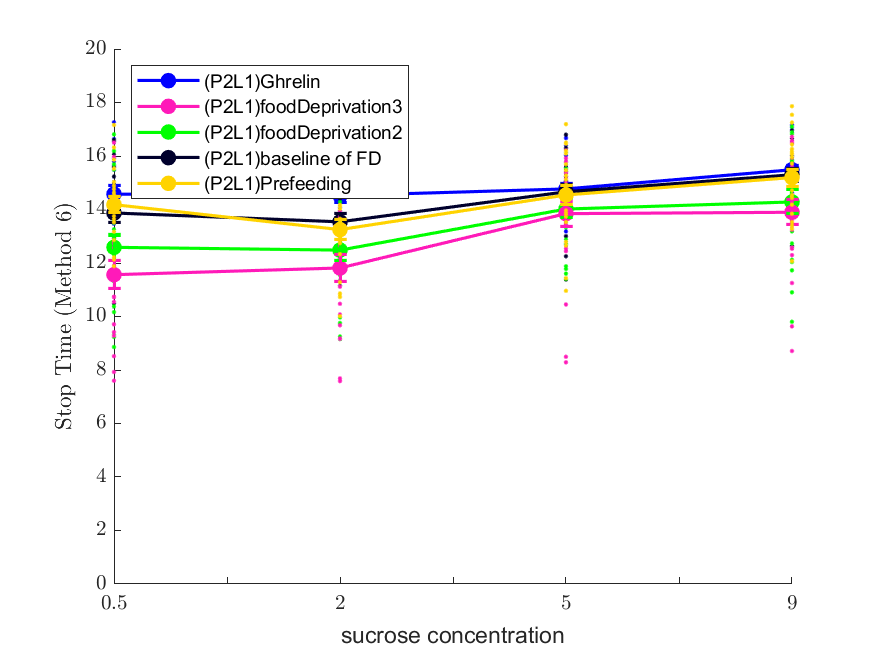 20
18
16
14
12
10
8
6
4
2
0
Stop Time (Method 6)
(P2L1)Ghrelin
(P2L1)foodDeprivation3
(P2L1)foodDeprivation2
(P2L1)baseline of FD
(P2L1)Prefeeding
0.5 2 5 9
sucrose concentration